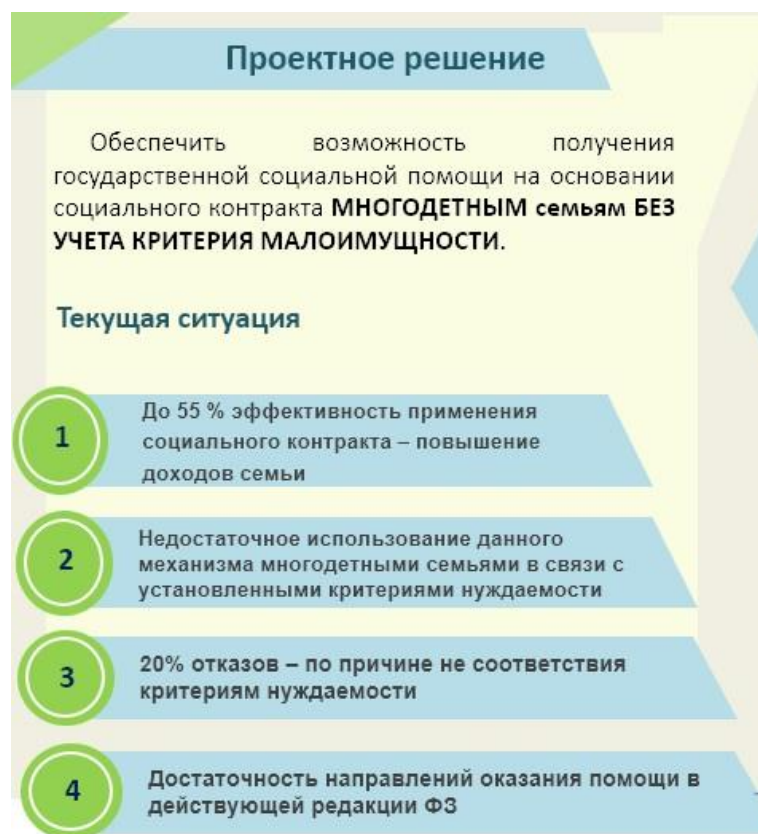 Проектное решение
Обеспечить возможность получения
государственной социальной помощи на основании
социального контракта МНОГОДЕТНЫМ семьям БЕЗ
УЧЕТА КРИТЕРИЯ МАЛОИМУЩНОСТИ.
Текущая ситуация
1
До 55 % эффективность применения
социального контракта – повышение
доходов семьи
2
Недостаточное использование данного
механизма многодетными семьями в связи с
установленными критериями нуждаемости
3
20% отказов – по причине не соответствия
критериям нуждаемости
4
Достаточность направлений оказания помощи в
действующей редакции ФЗ